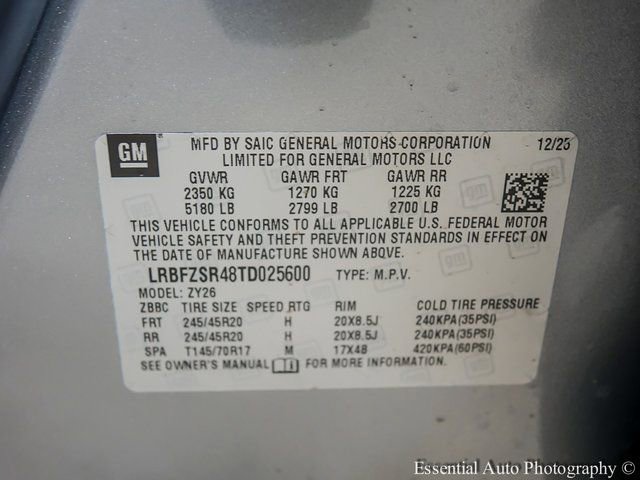 GM MFD BY SAIC GENERAL MOTORS CORPORATION 12/25
LIMITED FOR GENERAL MOTORS LLC
GVWR GAWR FRT GAWR RR
2350 KG 1270 KG 1225 KG
5180 LB 2799 LB 2700 LB
THIS VEHICLE CONFORMS TO ALL APPLICABLE U.S. FEDERAL MOTOR
VEHICLE SAFETY AND THEFT PREVENTION STANDARDS IN EFFECT ON
THE DATE OF MANUFACTURE SHOWN ABOVE.
LRBFZSR48TD025600 TYPE: M.P.V.
MODEL: ZY26
ZBBC TIRE SIZE SPEED RTG RIM COLD TIRE PRESSURE
FRT 245/45R20 H 20X8.5J 240KPA(35PSI)
RR 245/45R20 H 20X8.5J 240KPA(35PSI)
SPA T145/70R17 M 17X4B 420KPA(60PSI)
SEE OWNER'S MANUAL FOR MORE INFORMATION.
Essential Auto Photography ©